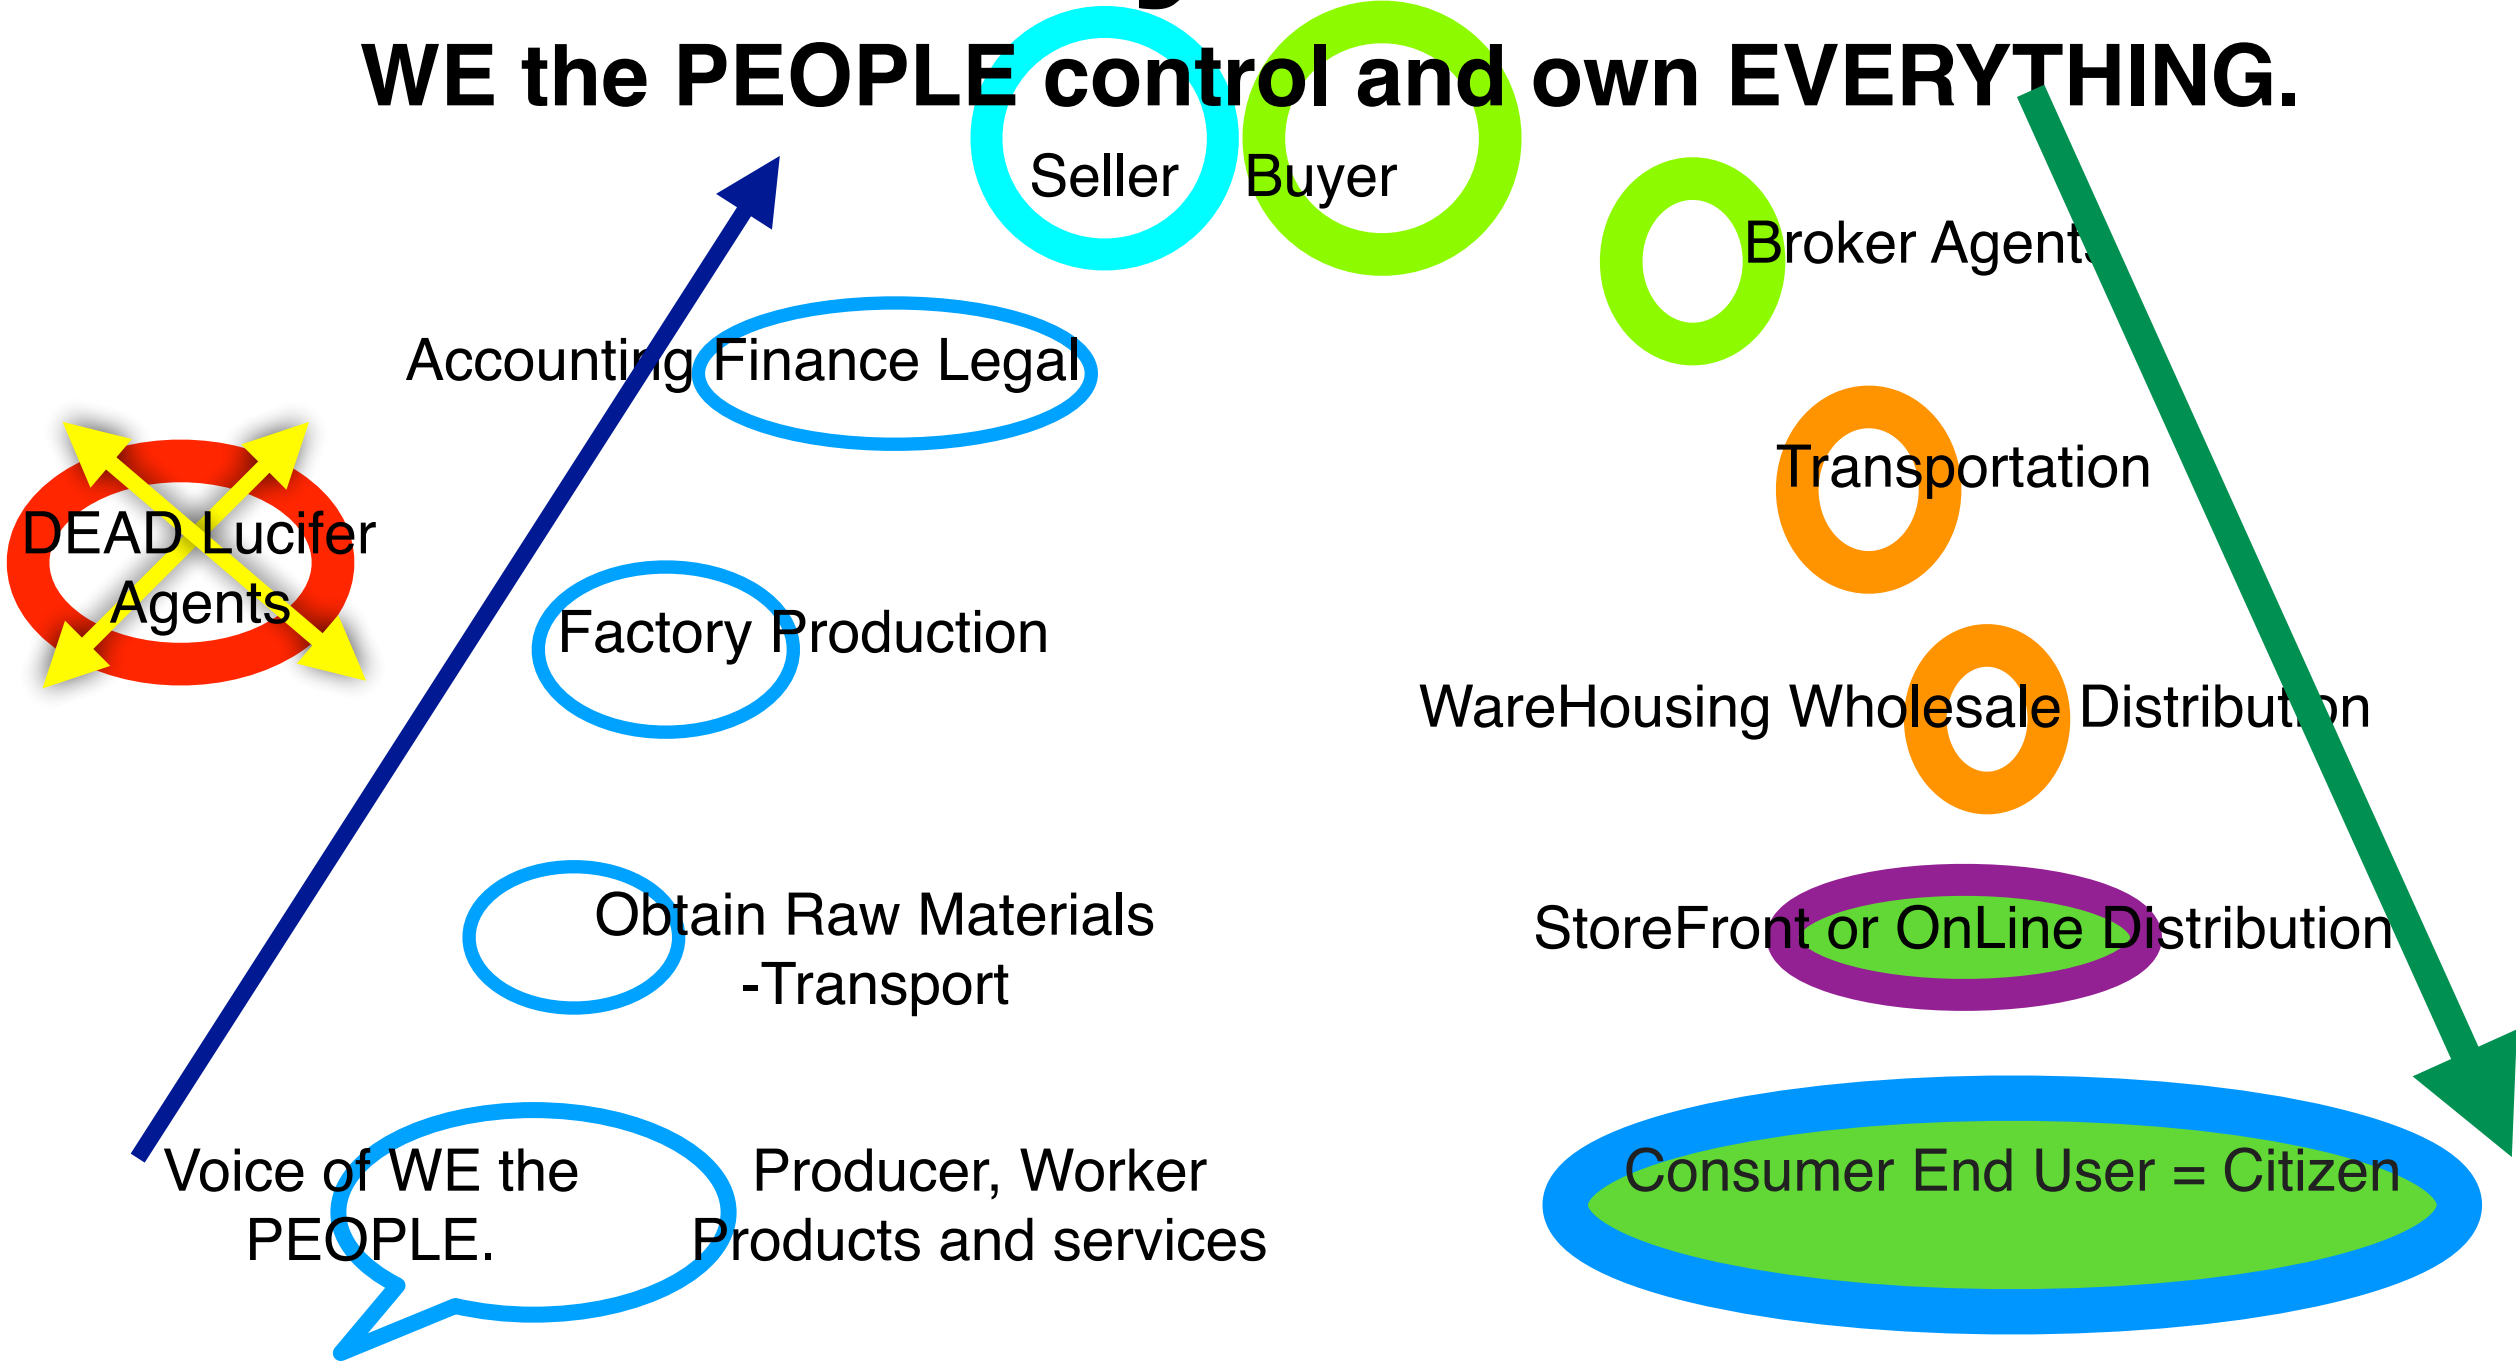 WE the PEOPLE control and own EVERYTHING.
Seller
Buyer
Broker Agents
Accounting Finance Legal
Transportation
DEAD Lucifer
Agents
Factory Production
WareHousing Wholesale Distribution
Obtain Raw Materials
-Transport
StoreFront or OnLine Distribution
Voice of WE the
PEOPLE.
Producer, Worker
Products and services
Consumer End User = Citizen